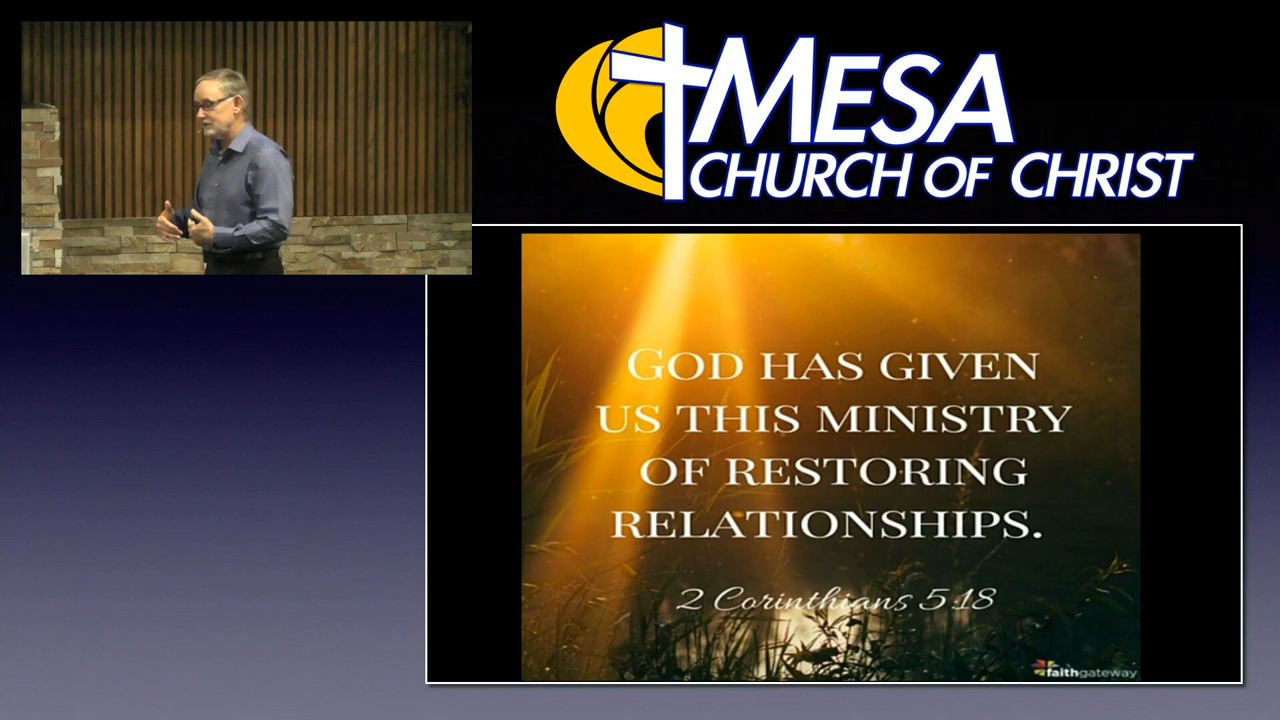 MESA
CHURCH OF CHRIST
GOD HAS GIVEN
US THIS MINISTRY
OF RESTORING
RELATIONSHIPS.
2 Corinthians 5:18
faithgateway